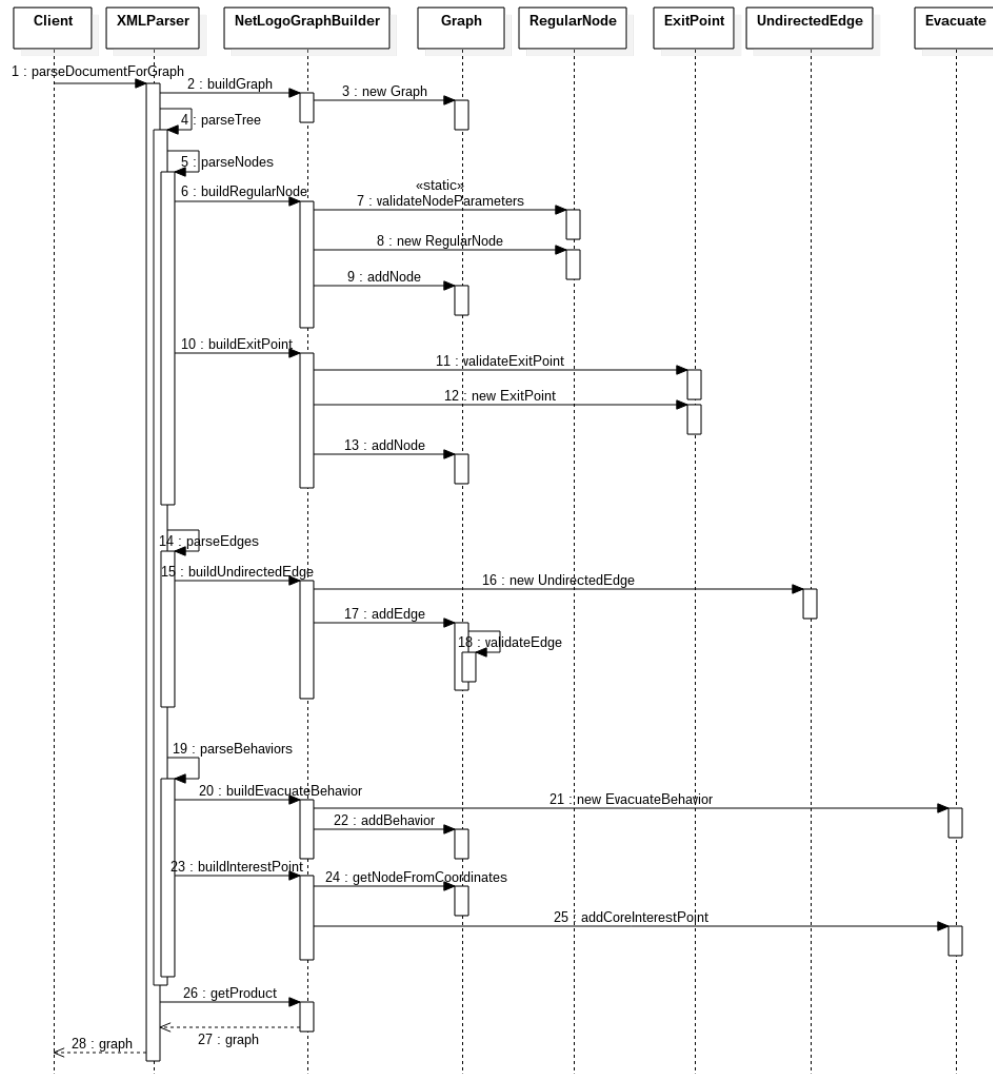 Client XMLParser NetLogoGraphBuilder Graph RegularNode ExitPoint UndirectedEdge Evacuate
1 : parseDocumentForGraph
2 : buildGraph
3 : new Graph
4 : parseTree
5 : parseNodes
«static»
6 : buildRegularNode
7 : validateNodeParameters
8 : new RegularNode
9 : addNode
10 : buildExitPoint
11 : validateExitPoint
12 : new ExitPoint
13 : addNode
14 : parseEdges
15 : buildUndirectedEdge
16 : new UndirectedEdge
17 : addEdge
18 : validateEdge
19 : parseBehaviors
20 : buildEvacuateBehavior
21 : new EvacuateBehavior
22 : addBehavior
23 : buildInterestPoint
24 : getNodeFromCoordinates
25 : addCoreInterestPoint
26 : getProduct
27 : graph
28 : graph